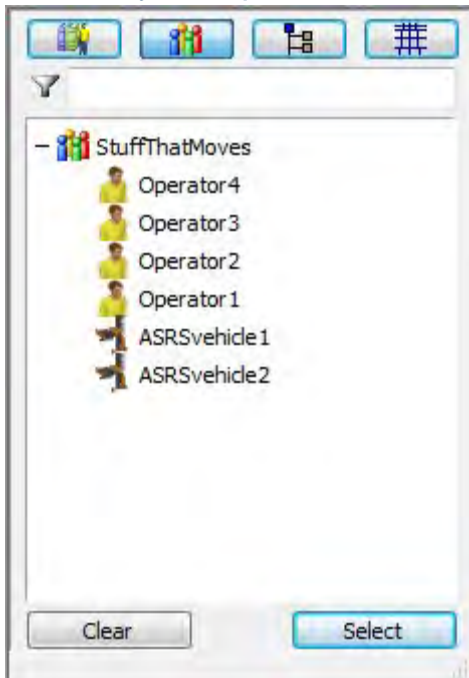 StuffThatMoves
Operator4
Operator3
Operator2
Operator1
ASRSvehicle1
ASRSvehicle2
Clear Select